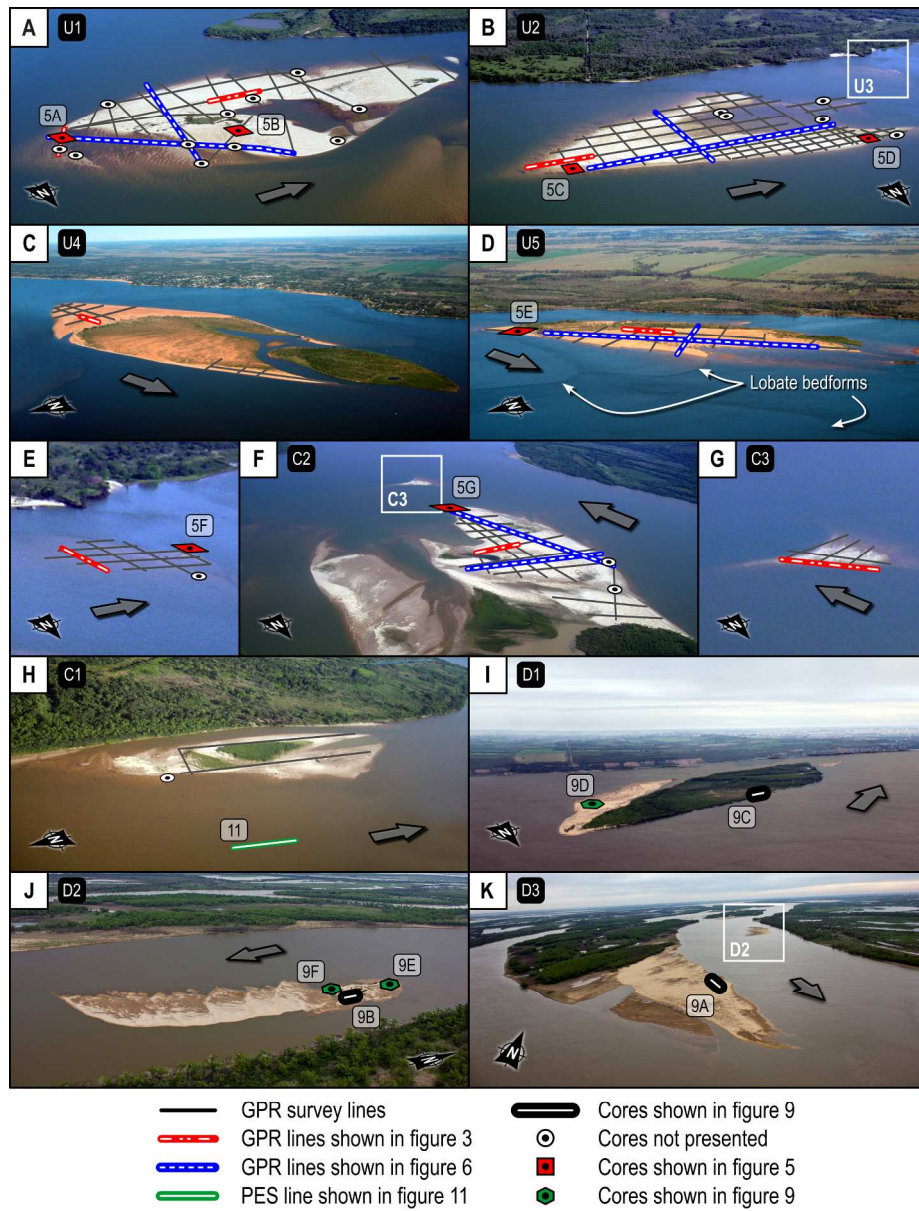 A U1
5A
5B
N
B U2
U3
5C
5D
N
C U4
N
D U5
5E
Lobate bedforms
N
E
5F
N
F C2
C3
5G
N
G C3
N
H C1
11
N
I D1
9D
9C
N
J D2
9F
9E
9B
N
K D3
D2
9A
N
GPR survey lines
GPR lines shown in figure 3
GPR lines shown in figure 6
PES line shown in figure 11
Cores shown in figure 9
Cores not presented
Cores shown in figure 5
Cores shown in figure 9